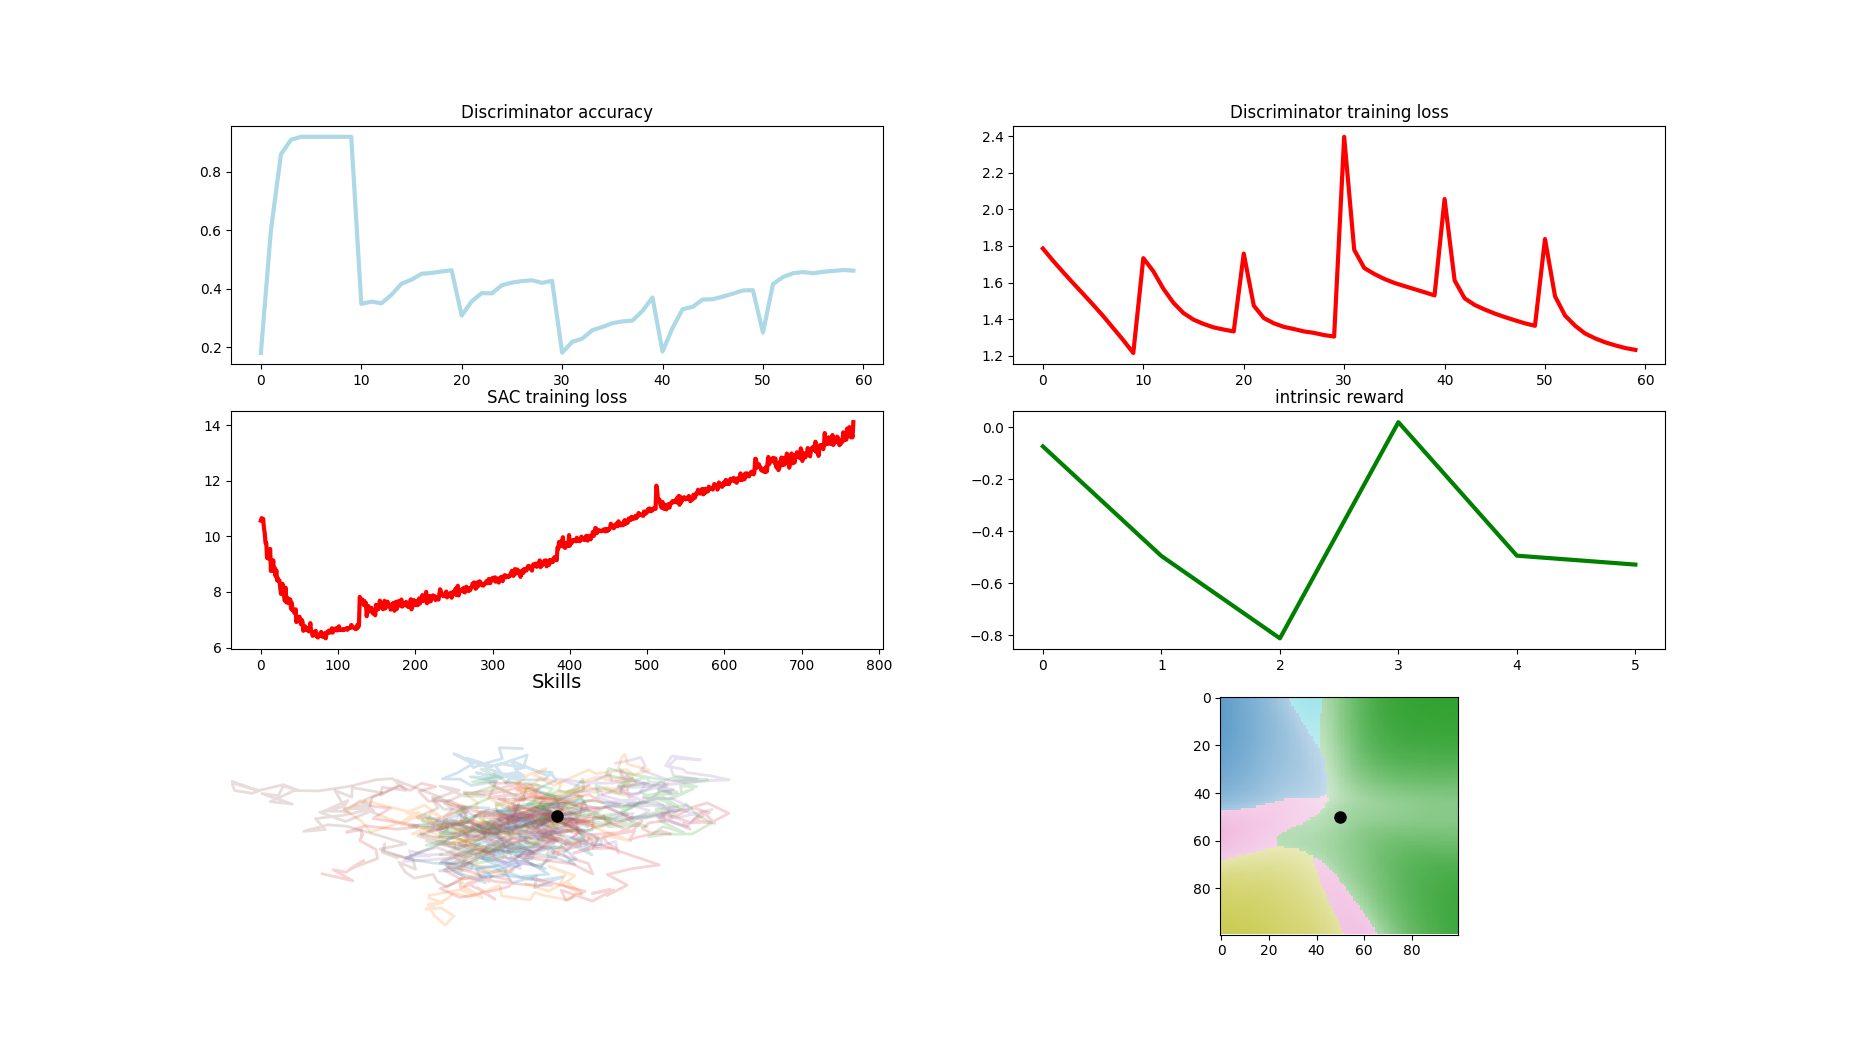 Discriminator accuracy
0.8
0.6
0.4
0.2
0 10 20 30 40 50 60
Discriminator training loss
2.4
2.2
2.0
1.8
1.6
1.4
1.2
0 10 20 30 40 50 60
SAC training loss
14
12
10
8
6
0 100 200 300 400 500 600 700 800
intrinsic reward
0.0
−0.2
−0.4
−0.6
−0.8
0 1 2 3 4 5
Skills
0
20
40
60
80
0 20 40 60 80